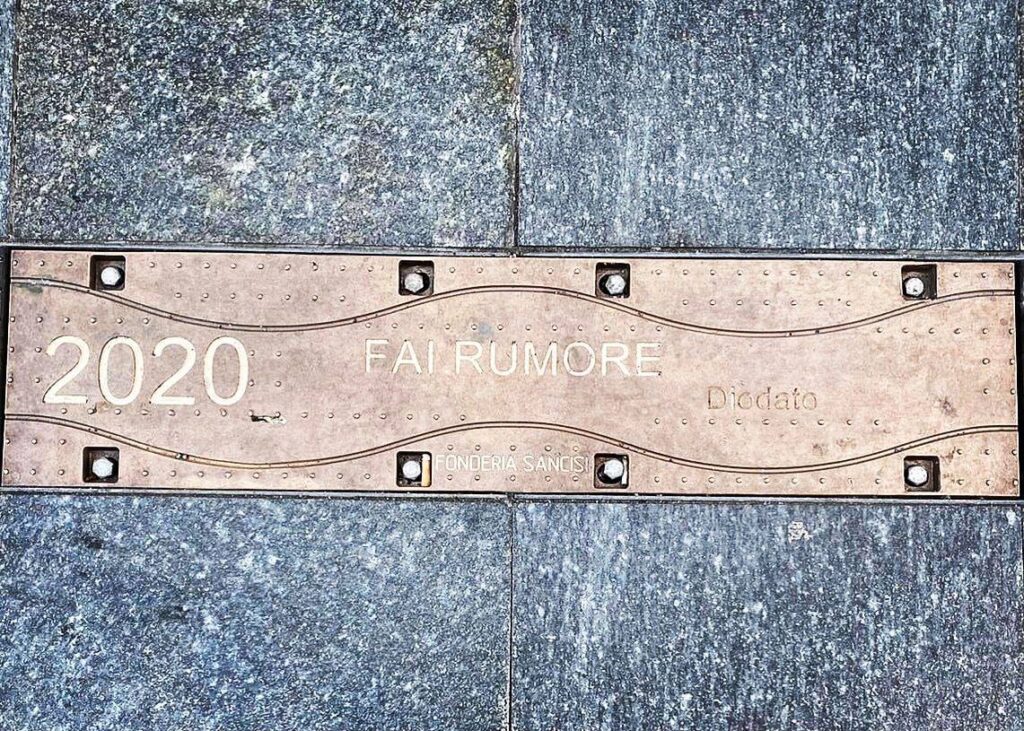 2020
FAI RUMORE
Diodato
FONDERIA SANCISI